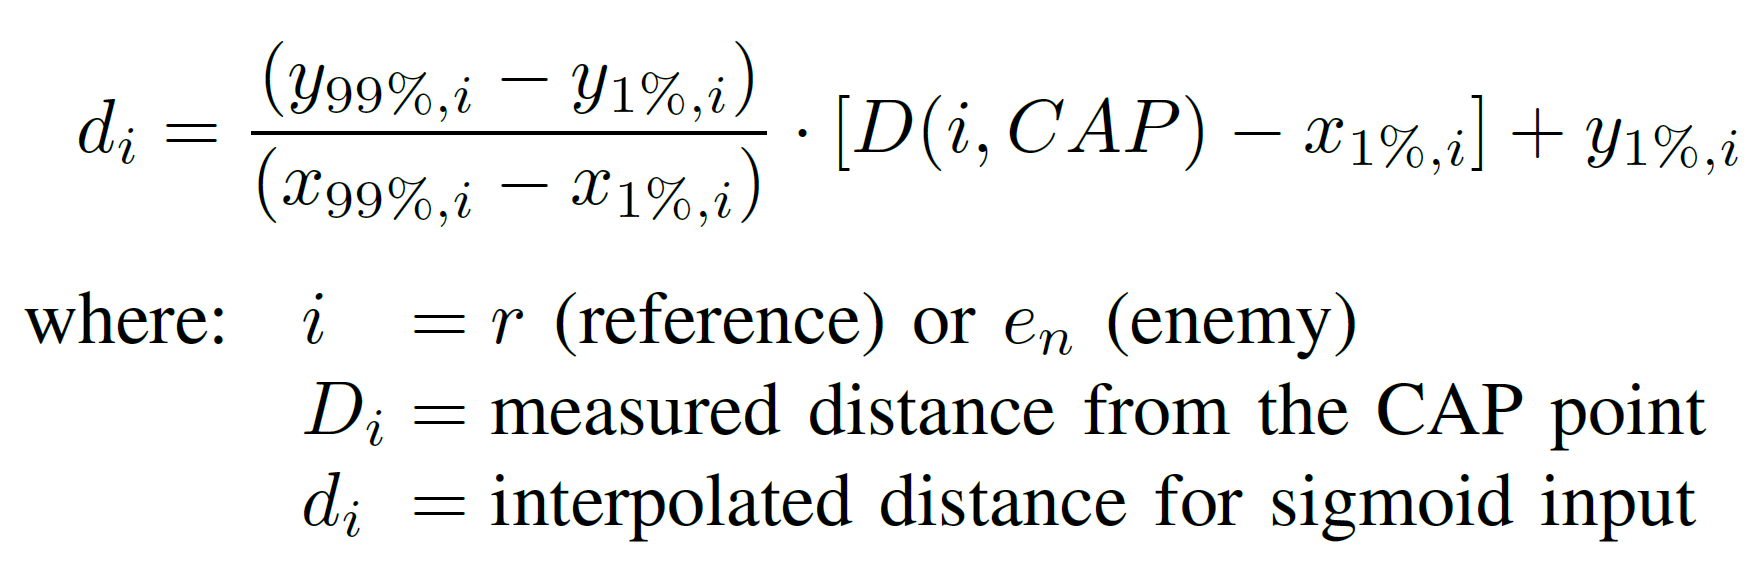 d_i = \frac{(y_{99\%,i} - y_{1\%,i})}{(x_{99\%,i} - x_{1\%,i})} \cdot [D(i, CAP) - x_{1\%,i}] + y_{1\%,i}
where: i = r (reference) or e_n (enemy)
D_i = measured distance from the CAP point
d_i = interpolated distance for sigmoid input